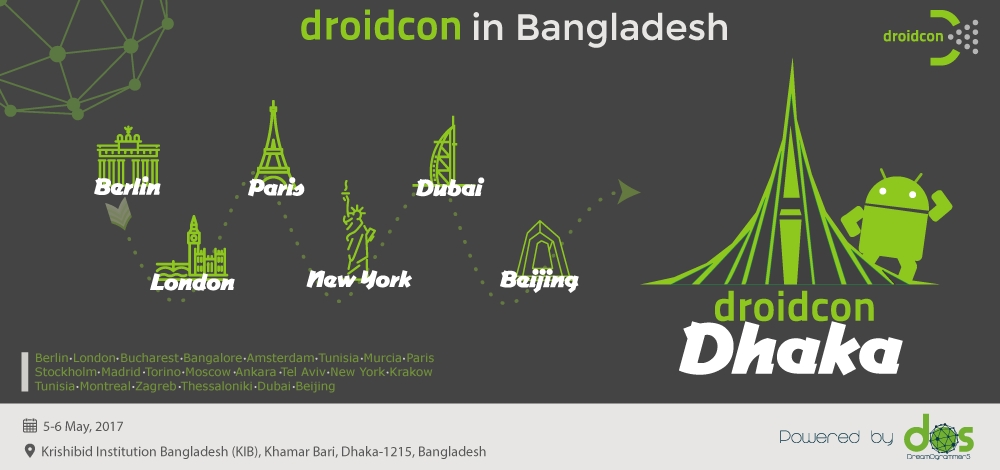 droidcon in Bangladesh
droidcon
Berlin
Paris
Dubai
London
New York
Beijing
droidcon
Dhaka
Berlin•London•Bucharest•Bangalore•Amsterdam•Tunisia•Murcia•Paris
Stockholm•Madrid•Torino•Moscow•Ankara•Tel Aviv•New York•Krakow
Tunisia•Montreal•Zagreb•Thessaloniki•Dubai•Beijing
5-6 May, 2017
Krishibid Institution Bangladesh (KIB), Khamar Bari, Dhaka-1215, Bangladesh
Powered by
dos
DreamOgrammerS